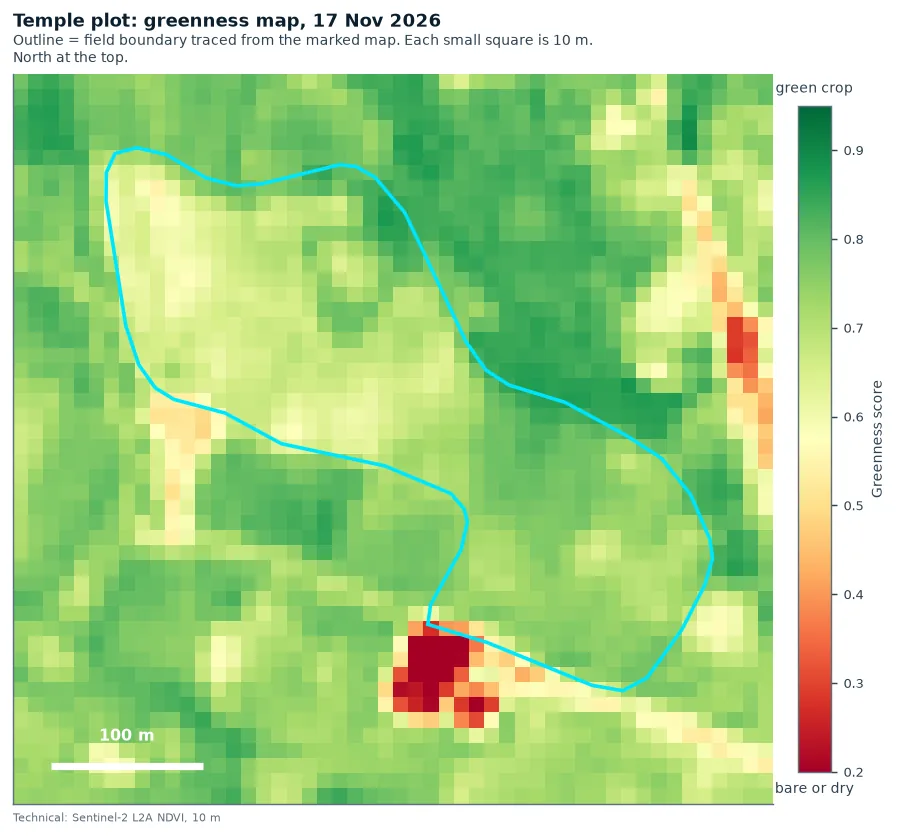 Temple plot: greenness map, 17 Nov 2026
Outline = field boundary traced from the marked map. Each small square is 10 m.
North at the top.
green crop
0.9
0.8
0.7
0.6
0.5
0.4
0.3
0.2
Greenness score
bare or dry
100 m
Technical: Sentinel-2 L2A NDVI, 10 m